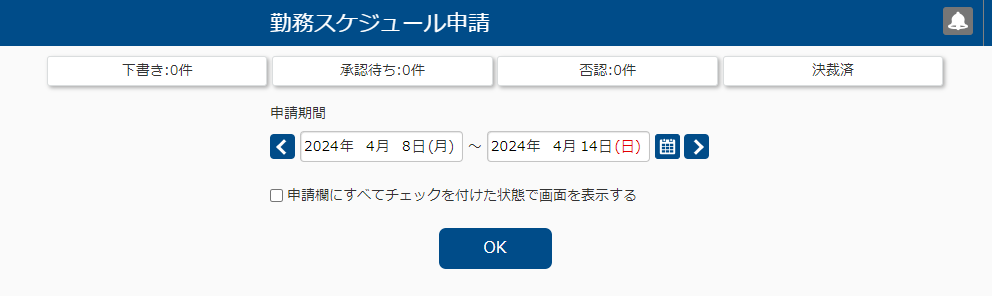 勤務スケジュール申請
下書き:0件 承認待ち:0件 否認:0件 決裁済
申請期間
2024年 4月 8日(月) ～ 2024年 4月 14日(日)
申請欄にすべてチェックを付けた状態で画面を表示する
OK